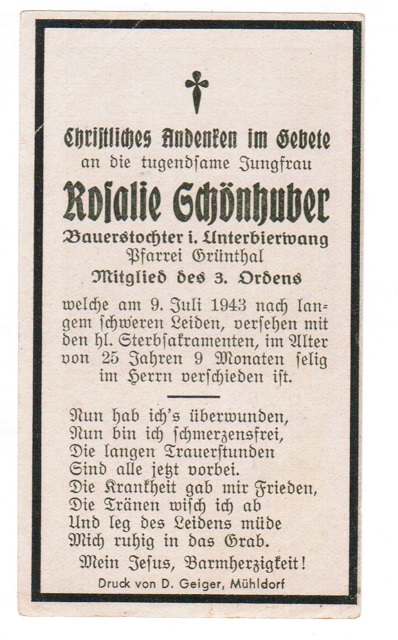 Christliches Andenken im Gebete
an die tugendsame Jungfrau
Rosalie Schönhuber
Bauerstochter i. Unterbierwang
Pfarrei Grünthal
Mitglied des 3. Ordens
welche am 9. Juli 1943 nach lan-
gem schweren Leiden, versehen mit
den hl. Sterbsakramenten, im Alter
von 25 Jahren 9 Monaten selig
im Herrn verschieden ist.
Nun hab ich's überwunden,
Nun bin ich schmerzensfrei,
Die langen Trauerstunden
Sind alle jetzt vorbei.
Die Krankheit gab mir Frieden,
Die Tränen wisch ich ab
Und leg des Leidens müde
Mich ruhig in das Grab.
Mein Jesus, Barmherzigkeit!
Druck von D. Geiger, Mühldorf